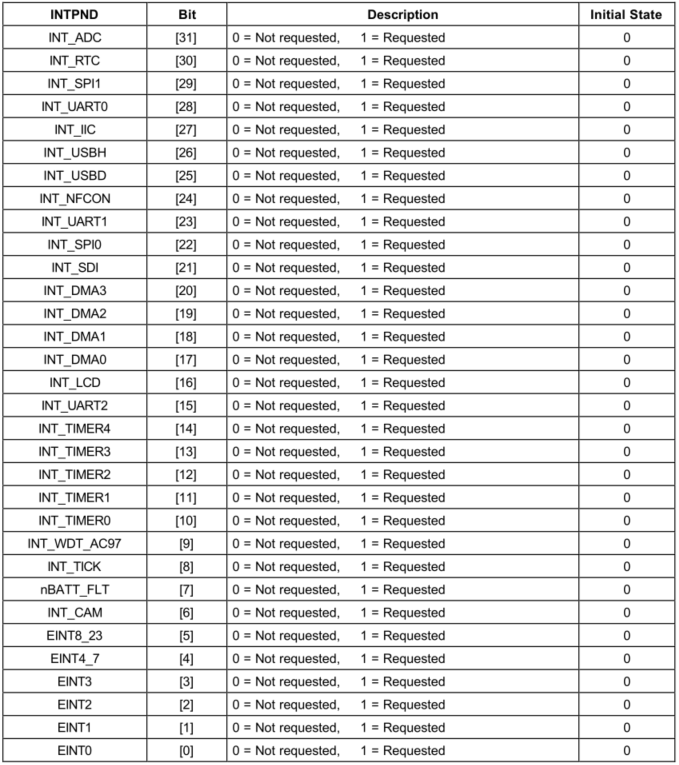 INTPND Bit Description Initial State
INT_ADC [31] 0 = Not requested, 1 = Requested 0
INT_RTC [30] 0 = Not requested, 1 = Requested 0
INT_SPI1 [29] 0 = Not requested, 1 = Requested 0
INT_UART0 [28] 0 = Not requested, 1 = Requested 0
INT_IIC [27] 0 = Not requested, 1 = Requested 0
INT_USBH [26] 0 = Not requested, 1 = Requested 0
INT_USBD [25] 0 = Not requested, 1 = Requested 0
INT_NFCON [24] 0 = Not requested, 1 = Requested 0
INT_UART1 [23] 0 = Not requested, 1 = Requested 0
INT_SPI0 [22] 0 = Not requested, 1 = Requested 0
INT_SDI [21] 0 = Not requested, 1 = Requested 0
INT_DMA3 [20] 0 = Not requested, 1 = Requested 0
INT_DMA2 [19] 0 = Not requested, 1 = Requested 0
INT_DMA1 [18] 0 = Not requested, 1 = Requested 0
INT_DMA0 [17] 0 = Not requested, 1 = Requested 0
INT_LCD [16] 0 = Not requested, 1 = Requested 0
INT_UART2 [15] 0 = Not requested, 1 = Requested 0
INT_TIMER4 [14] 0 = Not requested, 1 = Requested 0
INT_TIMER3 [13] 0 = Not requested, 1 = Requested 0
INT_TIMER2 [12] 0 = Not requested, 1 = Requested 0
INT_TIMER1 [11] 0 = Not requested, 1 = Requested 0
INT_TIMER0 [10] 0 = Not requested, 1 = Requested 0
INT_WDT_AC97 [9] 0 = Not requested, 1 = Requested 0
INT_TICK [8] 0 = Not requested, 1 = Requested 0
nBATT_FLT [7] 0 = Not requested, 1 = Requested 0
INT_CAM [6] 0 = Not requested, 1 = Requested 0
EINT8_23 [5] 0 = Not requested, 1 = Requested 0
EINT4_7 [4] 0 = Not requested, 1 = Requested 0
EINT3 [3] 0 = Not requested, 1 = Requested 0
EINT2 [2] 0 = Not requested, 1 = Requested 0
EINT1 [1] 0 = Not requested, 1 = Requested 0
EINT0 [0] 0 = Not requested, 1 = Requested 0